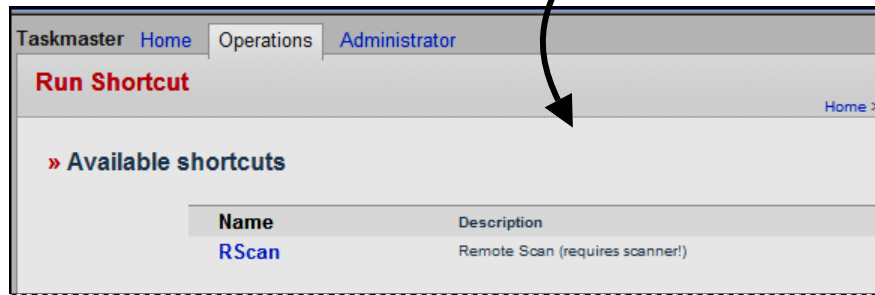 Taskmaster Home Operations Administrator
Run Shortcut
Home >
» Available shortcuts
Name Description
RScan Remote Scan (requires scanner!)